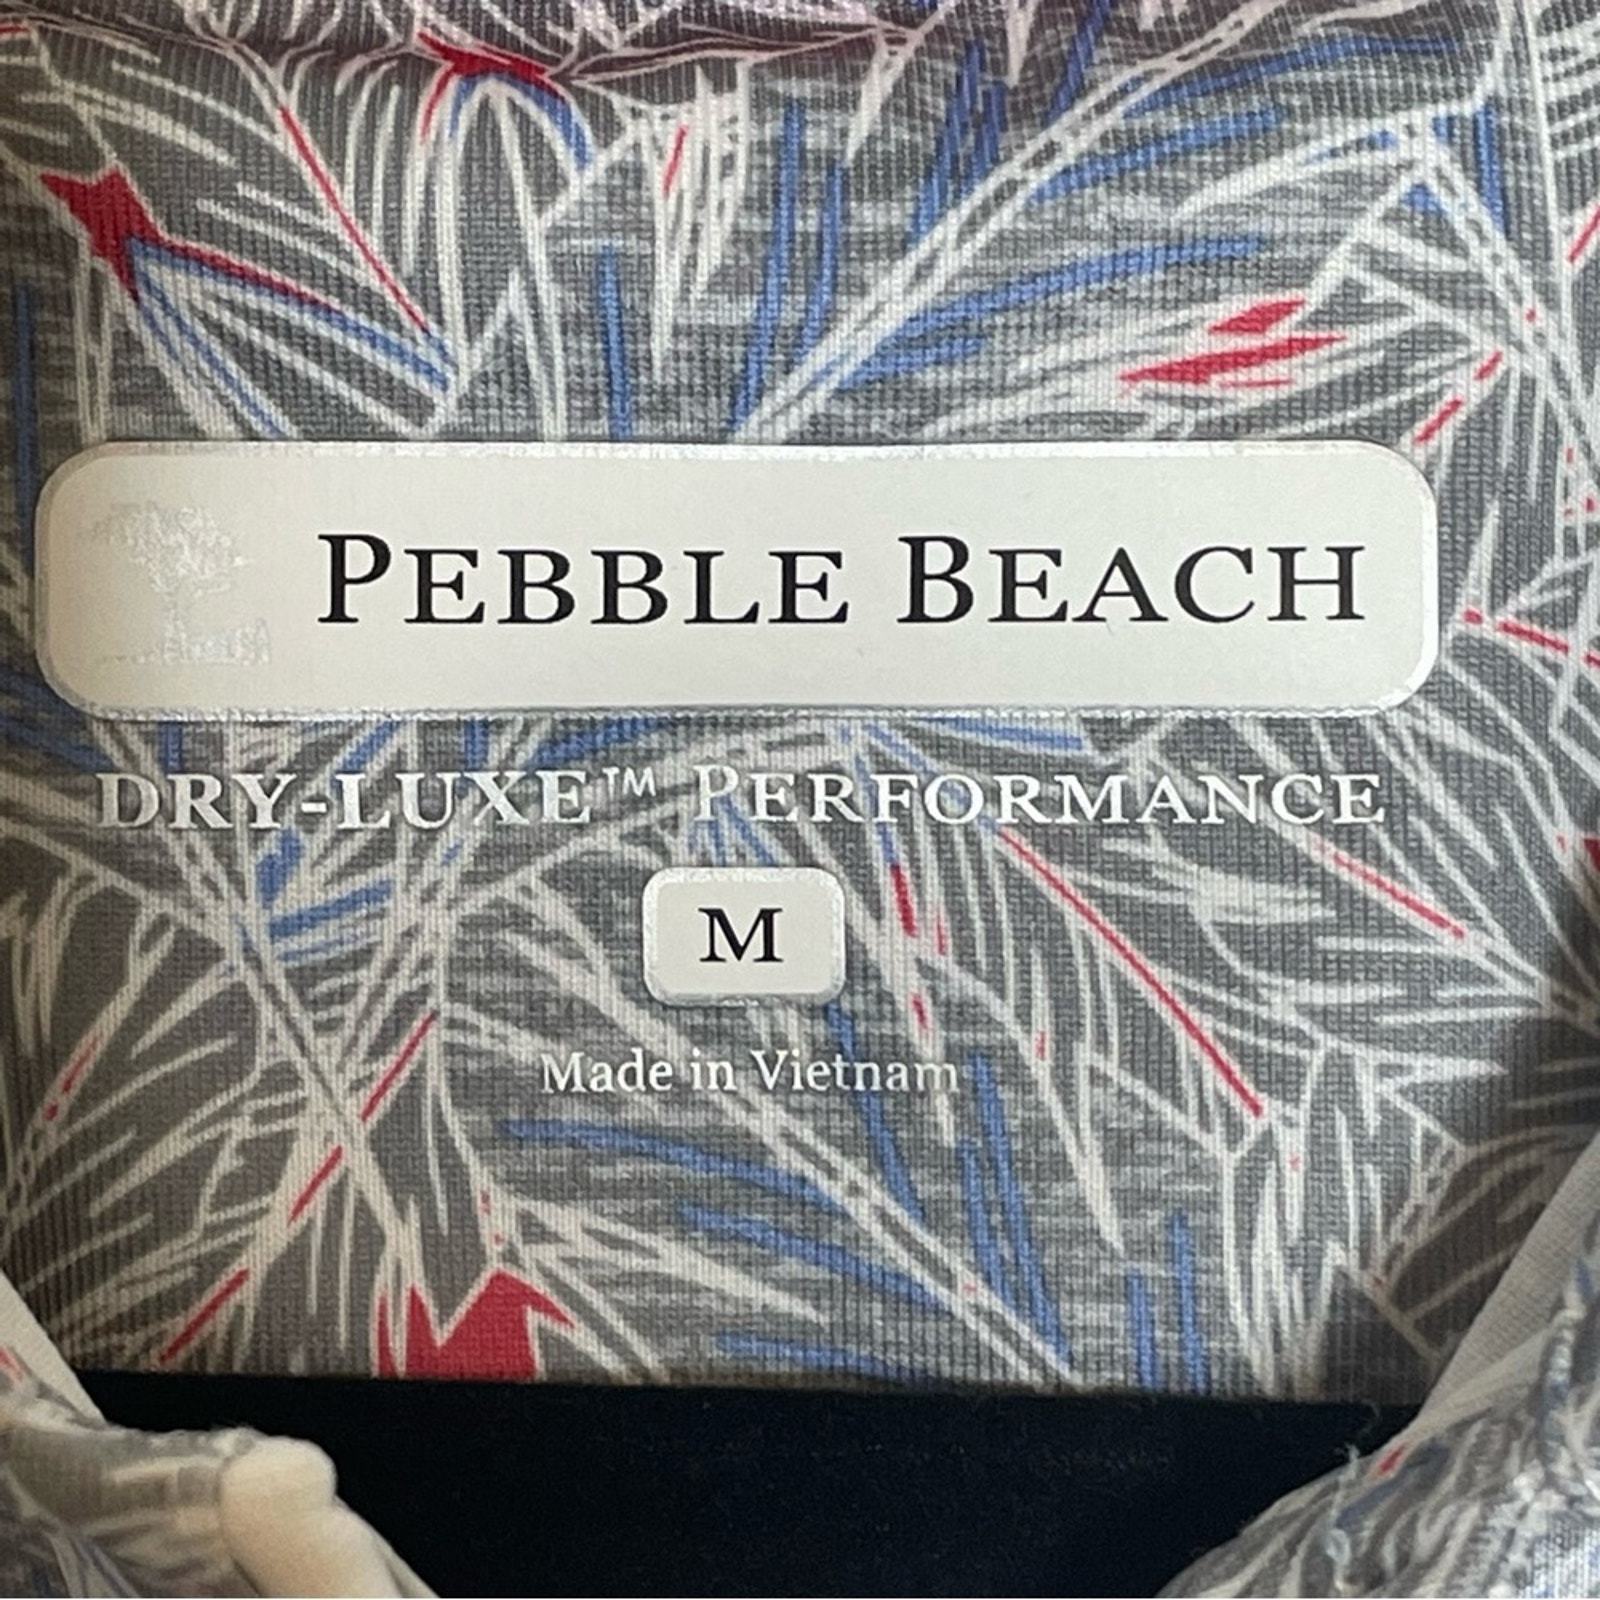 PEBBLE BEACH
DRY-LUXE™ PERFORMANCE
M
Made in Vietnam